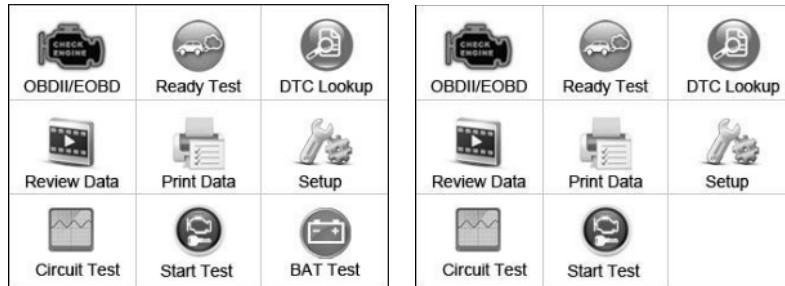 CHECK ENGINE
OBDII/EOBD
Ready Test
DTC Lookup
Review Data
Print Data
Setup
Circuit Test
Start Test
BAT Test
CHECK ENGINE
OBDII/EOBD
Ready Test
DTC Lookup
Review Data
Print Data
Setup
Circuit Test
Start Test